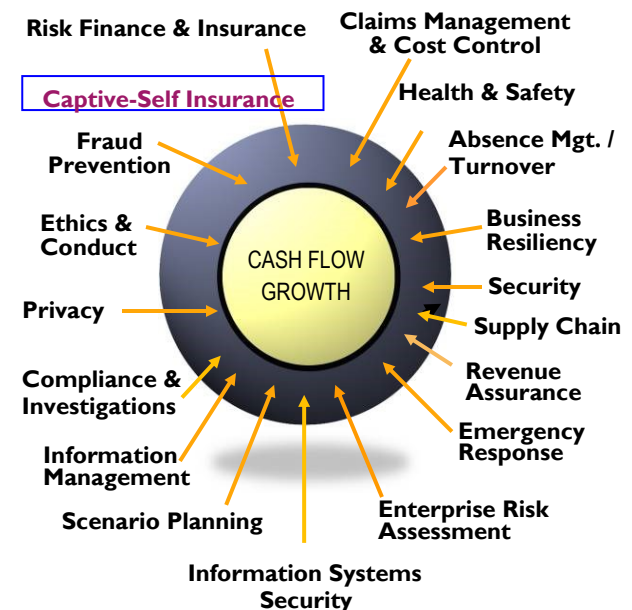 Risk Finance & Insurance
Claims Management
& Cost Control
Captive-Self Insurance
Health & Safety
Fraud
Prevention
Absence Mgt. /
Turnover
Ethics &
Conduct
Business
Resiliency
CASH FLOW
GROWTH
Security
Privacy
Supply Chain
Compliance &
Investigations
Revenue
Assurance
Information
Management
Emergency
Response
Scenario Planning
Enterprise Risk
Assessment
Information Systems
Security